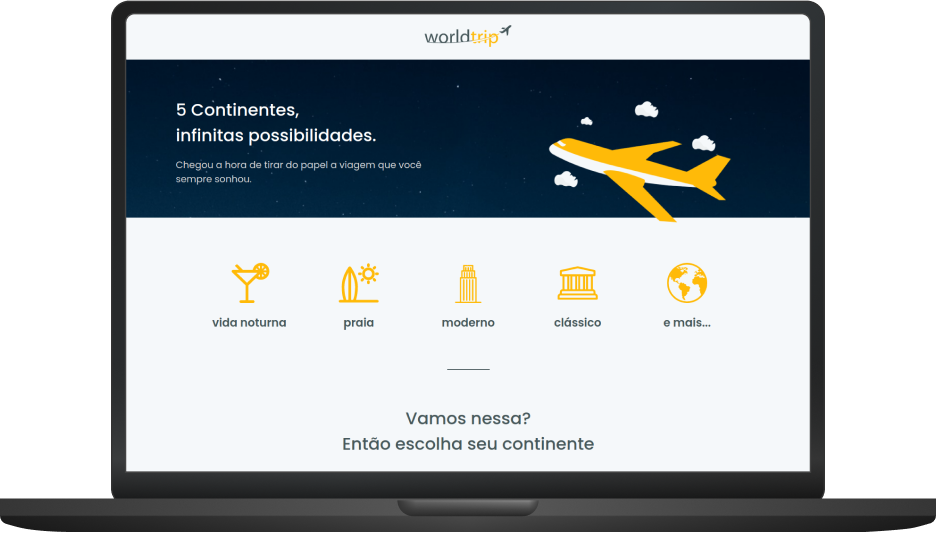 worldtrip
5 Continentes,
infinitas possibilidades.
Chegou a hora de tirar do papel a viagem que você
sempre sonhou.
vida noturna
praia
moderno
clássico
e mais...
Vamos nessa?
Então escolha seu continente